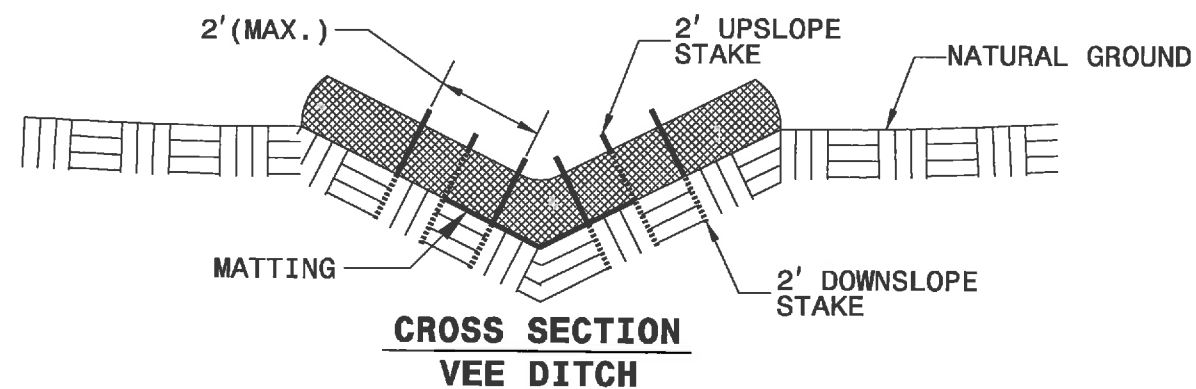 2'(MAX.)
2' UPSLOPE
STAKE
NATURAL GROUND
MATTING
2' DOWNSLOPE
STAKE
CROSS SECTION
VEE DITCH